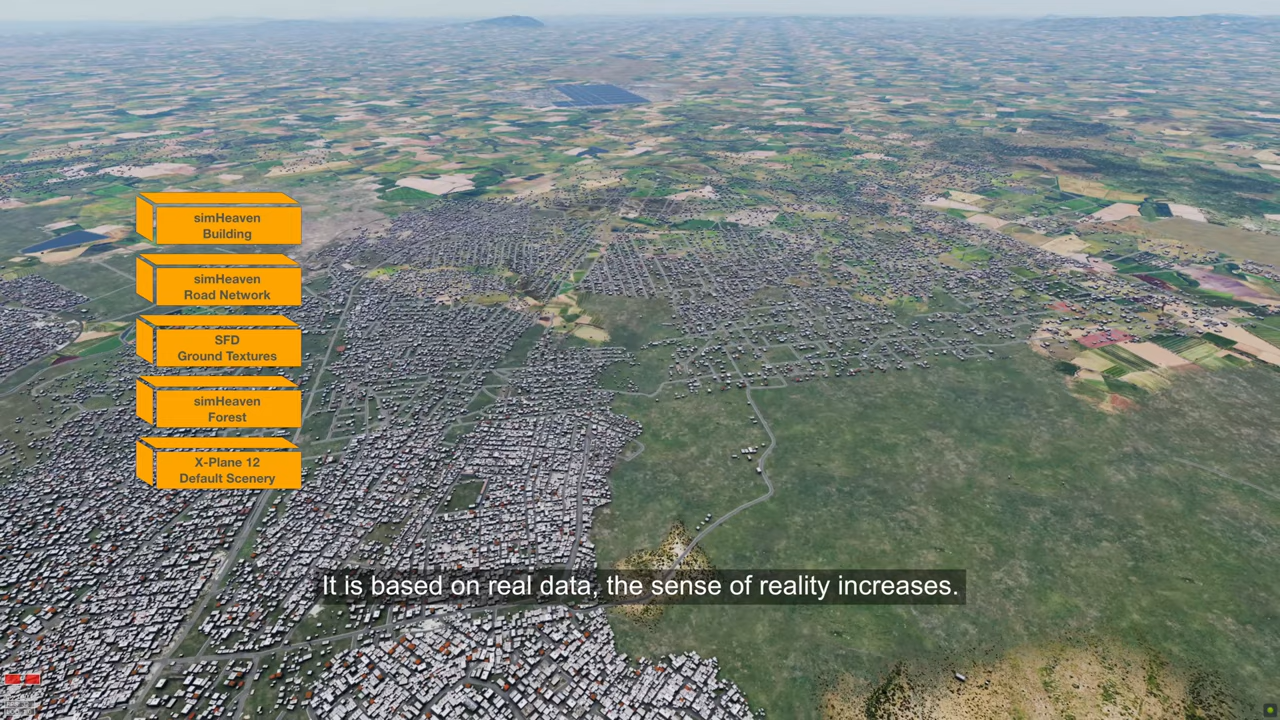 simHeaven
Building
simHeaven
Road Network
SFD
Ground Textures
simHeaven
Forest
X-Plane 12
Default Scenery
It is based on real data, the sense of reality increases.